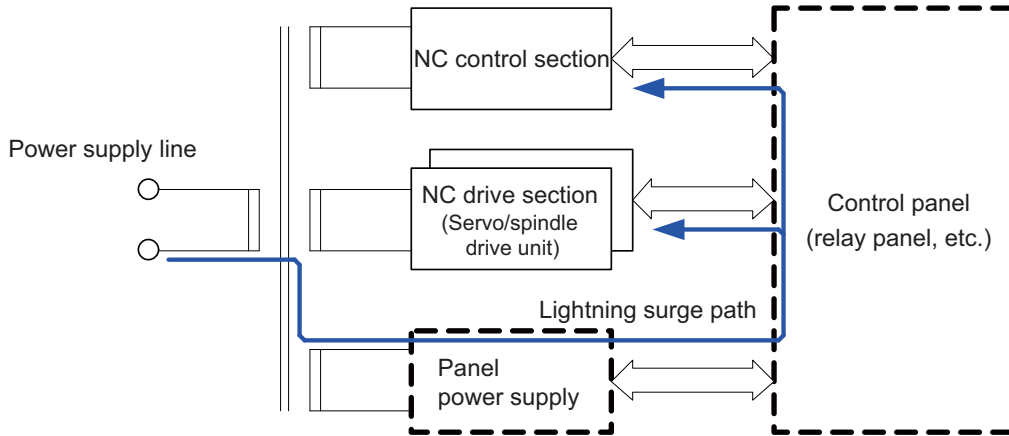 NC control section
Power supply line
NC drive section
(Servo/spindle
drive unit)
Control panel
(relay panel, etc.)
Lightning surge path
Panel
power supply